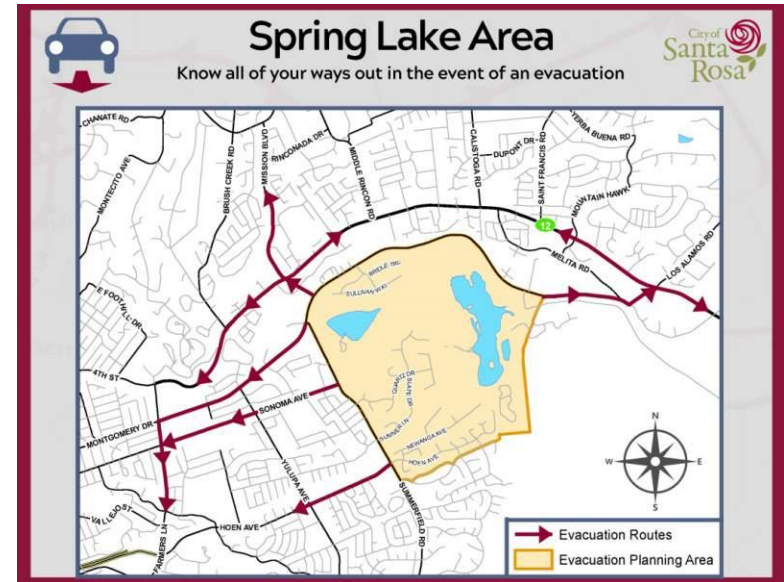 Spring Lake Area
Know all of your ways out in the event of an evacuation
City of
Santa
Rosa
CHANATE RD
MONTECITO AVE
BRUSH CREEK RD
MISSION BLVD
RINCONADA DR
MIDDLE RINCON RD
CALISTOGA RD
DUPONT DR
SAINT FRANCIS RD
YERBA BUENA RD
MOUNTAIN HAWK
12
MELITA RD
LOS ALAMOS RD
BRIDLE TRL
SULLIVAN WAY
E FOOTHILL DR
4TH ST
MONTGOMERY DR
SONOMA AVE
QUARTZ DR
SLATE DR
SUMMER LN
NEWANGA AVE
HOEN AVE
YULUPA AVE
SUMMERFIELD RD
VALLEJO ST
HOEN AVE
FARMERS LN
N
W
E
S
Evacuation Routes
Evacuation Planning Area